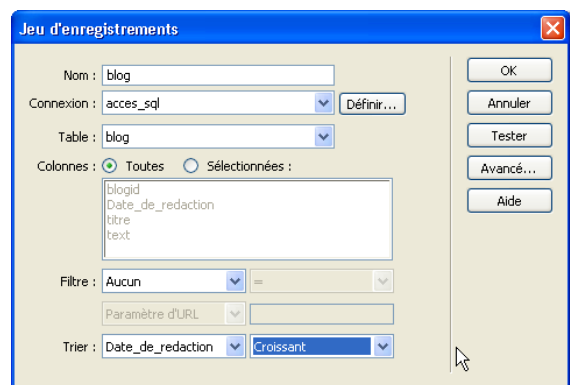 Jeu d'enregistrements
Nom : blog
OK
Connexion : acces_sql Définir...
Annuler
Table : blog
Tester
Colonnes : Toutes Sélectionnées :
Avancé...
blogid
Date_de_redaction
titre
text
Aide
Filtre : Aucun =
Paramètre d'URL
Trier : Date_de_redaction Croissant